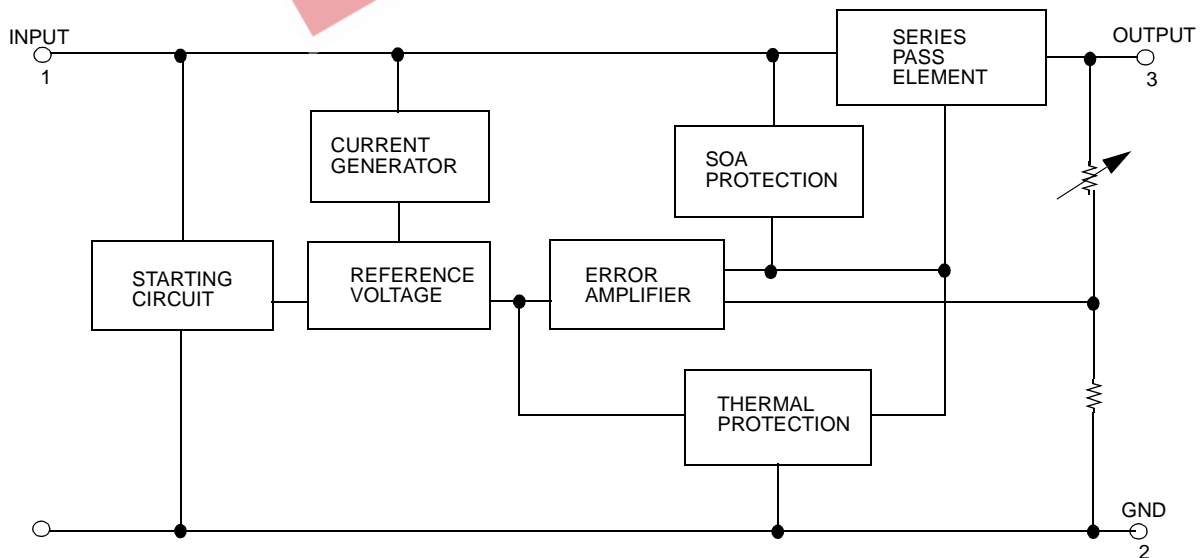 INPUT
1
SERIES
PASS
ELEMENT
OUTPUT
3
CURRENT
GENERATOR
SOA
PROTECTION
STARTING
CIRCUIT
REFERENCE
VOLTAGE
ERROR
AMPLIFIER
THERMAL
PROTECTION
GND
2